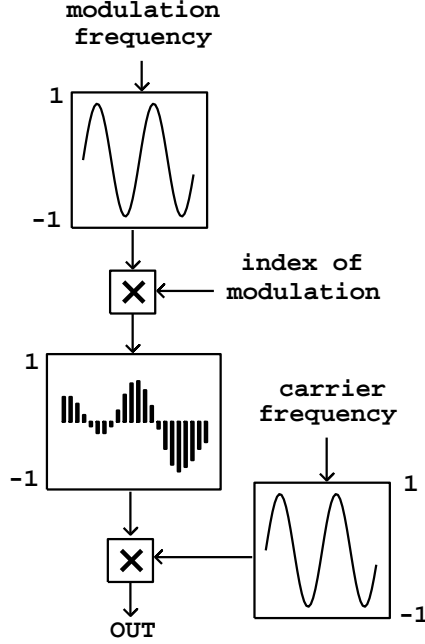 modulation
frequency
1
-1
index of
modulation
1
-1
carrier
frequency
1
-1
OUT